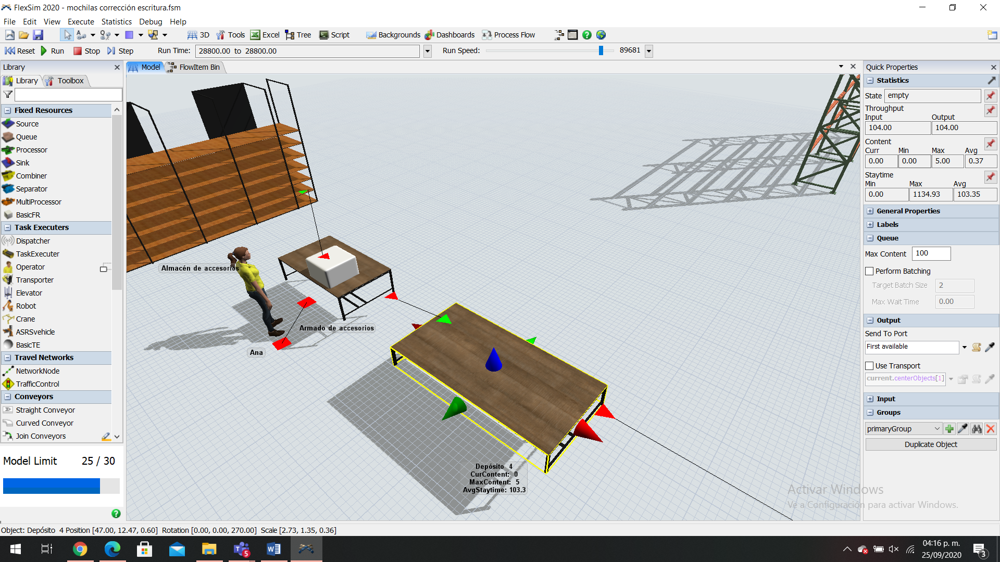 FlexSim 2020 - mochilas corrección escritura.fsm
File Edit View Execute Statistics Debug Help
3D Tools Excel Tree Script Backgrounds Dashboards Process Flow
Reset Run Stop Step Run Time: 28800.00 to 28800.00 Run Speed: 89681
Library
Library Toolbox
Fixed Resources
Source
Queue
Processor
Sink
Combiner
Separator
MultiProcessor
BasicFR
Task Executers
Dispatcher
TaskExecuter
Operator
Transporter
Elevator
Robot
Crane
ASRSvehicle
BasicTE
Travel Networks
NetworkNode
TrafficControl
Conveyors
Straight Conveyor
Curved Conveyor
Join Conveyors
Model Limit 25 / 30
Model FlowItem Bin
Almacén de accesorios
Armado de accesorios
Ana
Depósito 4
CurContent: 0
MaxContent: 5
AvgStaytime: 103.3
Quick Properties
Statistics
State empty
Throughput
Input Output
104.00 104.00
Content
Curr Min Max Avg
0.00 0.00 5.00 0.37
Staytime
Min Max Avg
0.00 1134.93 103.35
General Properties
Labels
Queue
Max Content 100
Perform Batching
Target Batch Size 2
Max Wait Time 0.00
Output
Send To Port
First available
Use Transport
current.centerObjects[1]
Input
Groups
primaryGroup
Duplicate Object
Activar Windows
Ve a Configuración para activar Windows.
Object: Depósito 4 Position [47.00, 12.47, 0.60] Rotation [0.00, 0.00, 270.00] Scale [2.73, 1.35, 0.36]
5
04:16 p. m.
25/09/2020
3